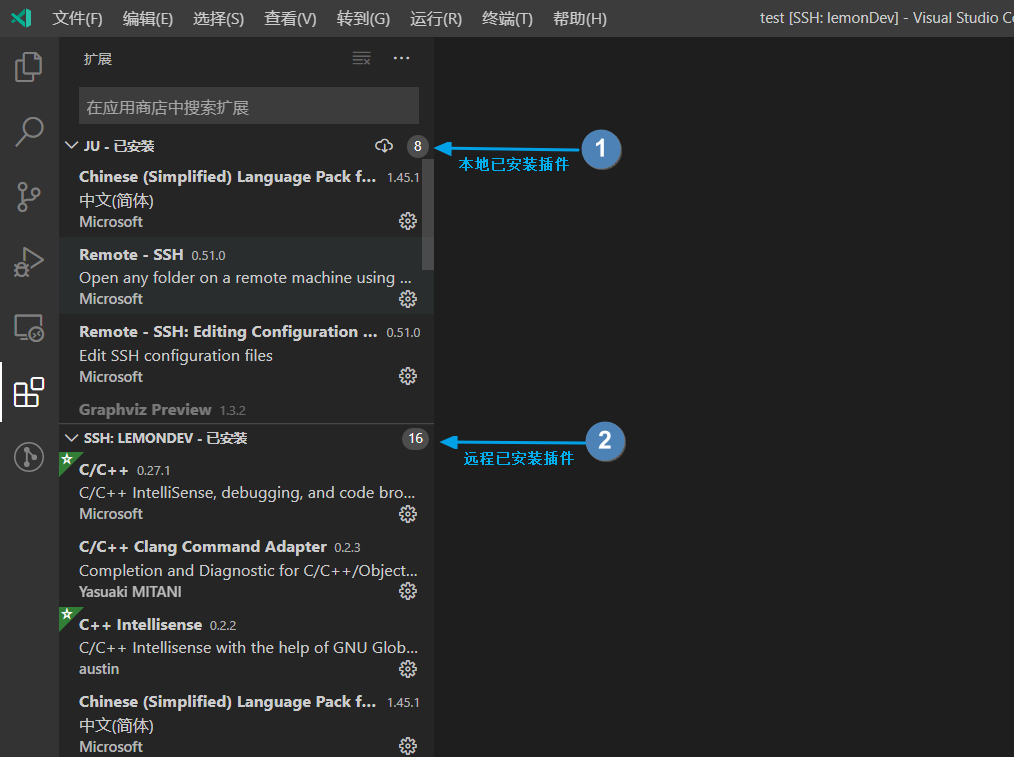 文件(F) 编辑(E) 选择(S) 查看(V) 转到(G) 运行(R) 终端(T) 帮助(H) test [SSH: lemonDev] - Visual Studio Co
扩展
在应用商店中搜索扩展
JU - 已安装 8
1
本地已安装插件
Chinese (Simplified) Language Pack f... 1.45.1
中文(简体)
Microsoft
Remote - SSH 0.51.0
Open any folder on a remote machine using ...
Microsoft
Remote - SSH: Editing Configuration ... 0.51.0
Edit SSH configuration files
Microsoft
Graphviz Preview 1.3.2
SSH: LEMONDEV - 已安装 16
2
远程已安装插件
C/C++ 0.27.1
C/C++ IntelliSense, debugging, and code bro...
Microsoft
C/C++ Clang Command Adapter 0.2.3
Completion and Diagnostic for C/C++/Object...
Yasuaki MITANI
C++ Intellisense 0.2.2
C/C++ Intellisense with the help of GNU Glob...
austin
Chinese (Simplified) Language Pack f... 1.45.1
中文(简体)
Microsoft